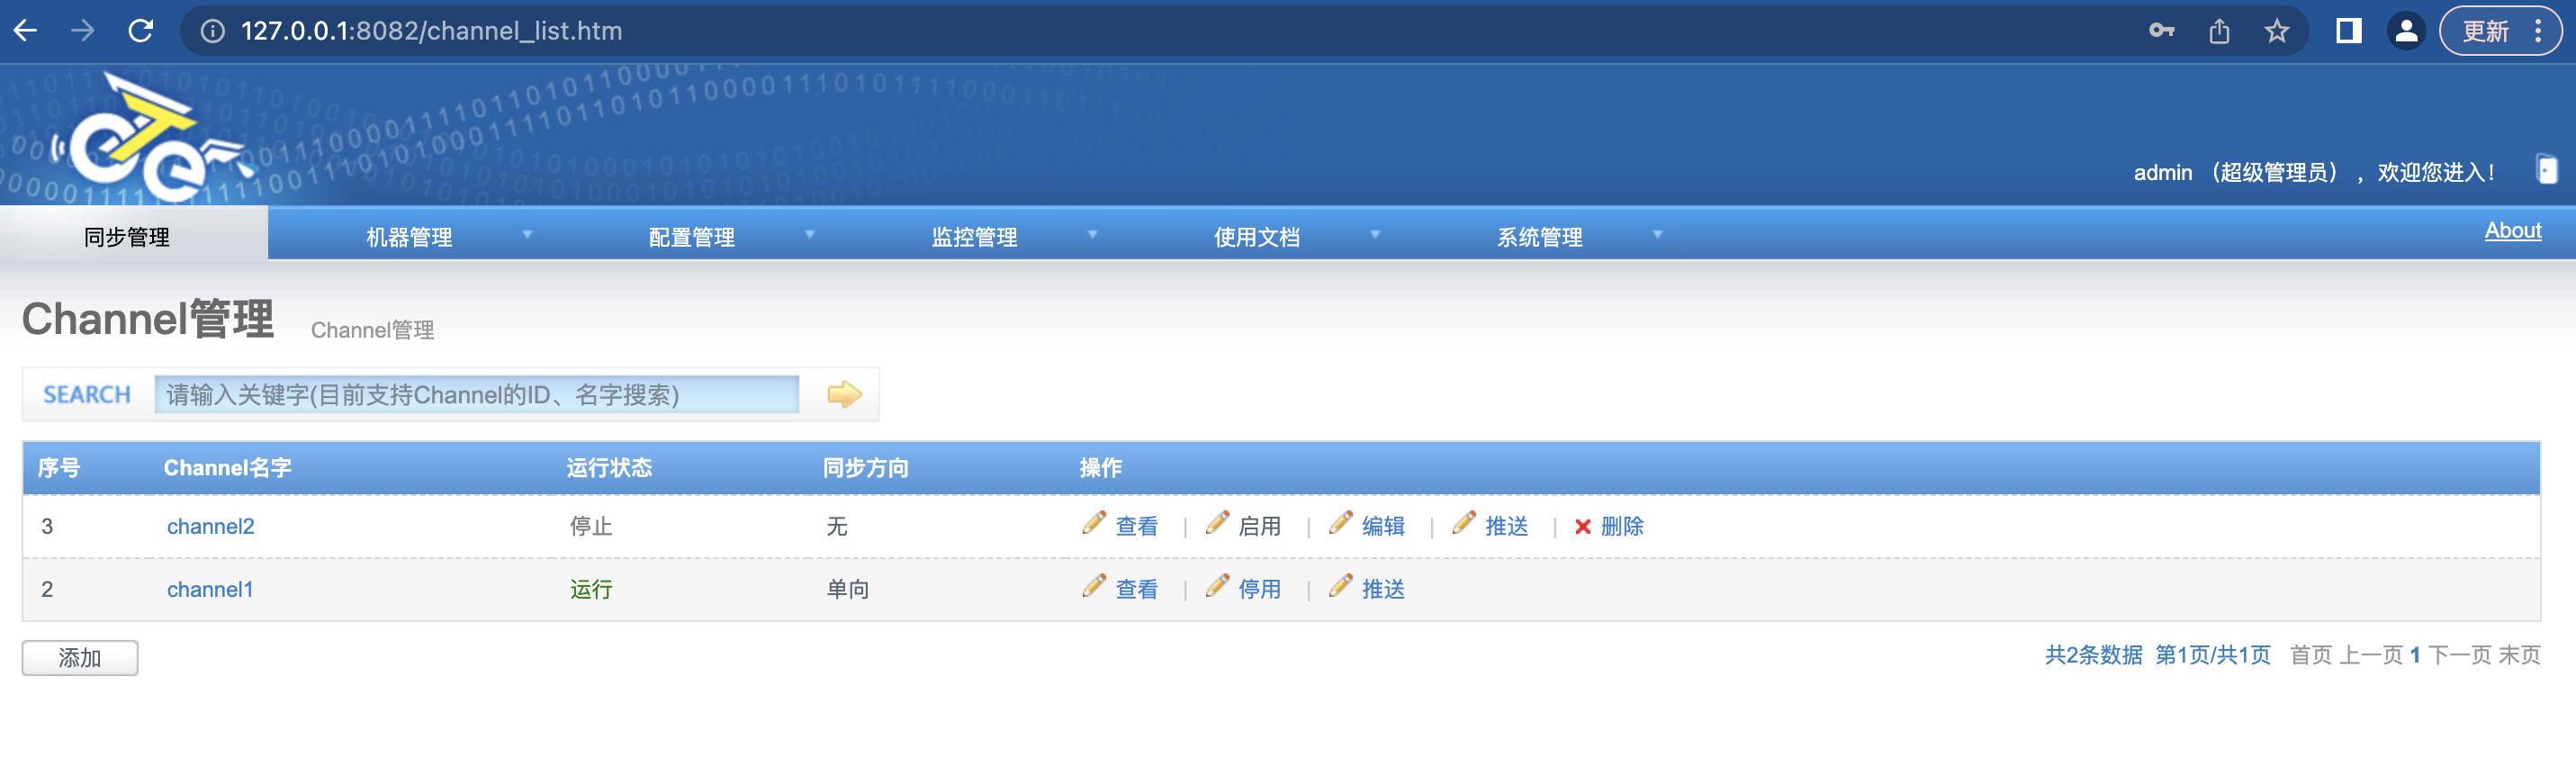 127.0.0.1:8082/channel_list.htm
更新
admin （超级管理员） ，欢迎您进入！
同步管理 机器管理 配置管理 监控管理 使用文档 系统管理 About
Channel管理 Channel管理
SEARCH 请输入关键字(目前支持Channel的ID、名字搜索)
序号 Channel名字 运行状态 同步方向 操作
3 channel2 停止 无 查看 | 启用 | 编辑 | 推送 | 删除
2 channel1 运行 单向 查看 | 停用 | 推送
添加 共2条数据 第1页/共1页 首页 上一页 1 下一页 末页